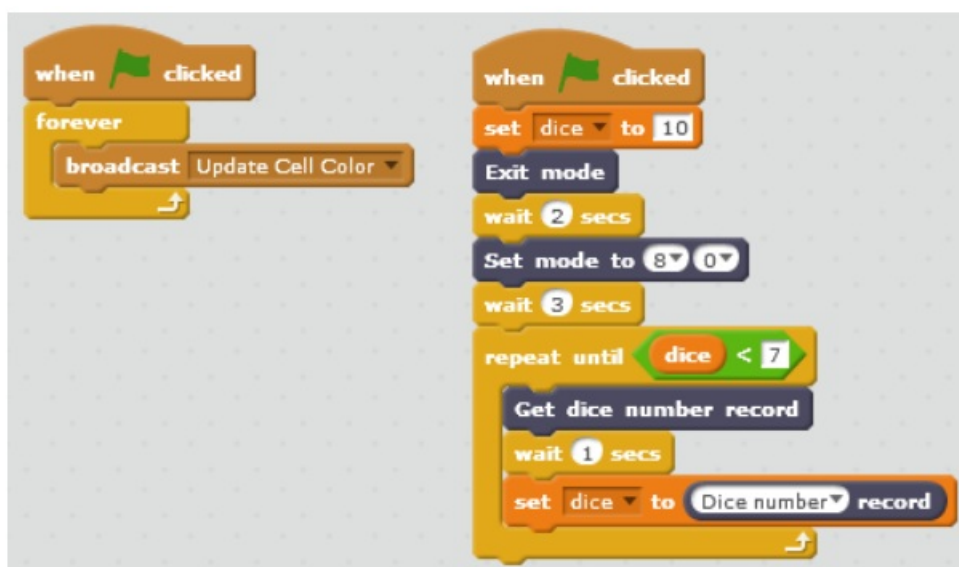 when clicked
forever
broadcast Update Cell Color
when clicked
set dice to 10
Exit mode
wait 2 secs
Set mode to 8 0
wait 3 secs
repeat until dice < 7
Get dice number record
wait 1 secs
set dice to Dice number record